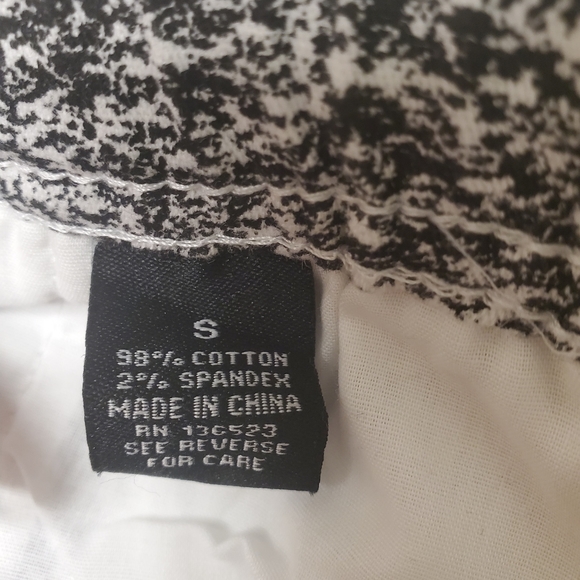 S
98% COTTON
2% SPANDEX
MADE IN CHINA
RN 136523
SEE REVERSE
FOR CARE